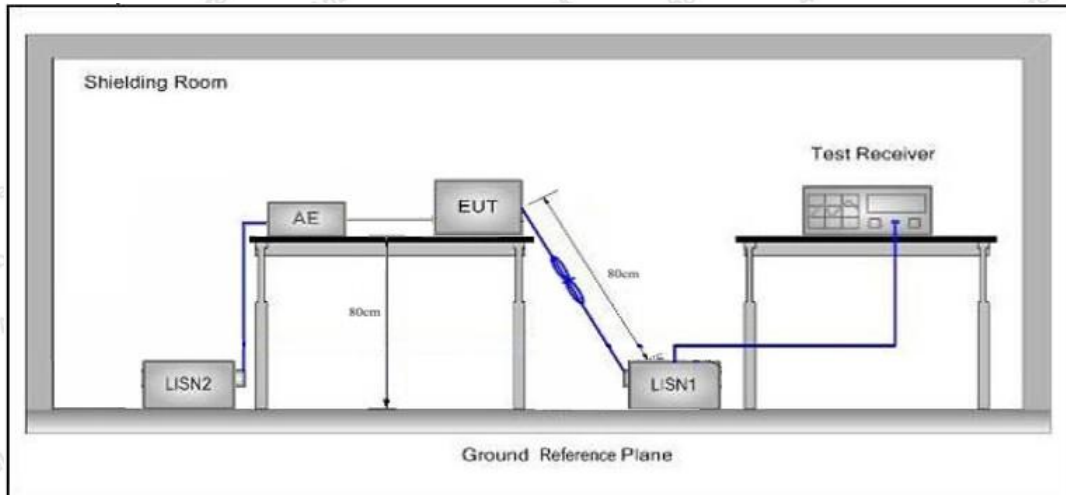 Shielding Room
Test Receiver
AE
EUT
80cm
80cm
LISN2
LISN1
Ground Reference Plane